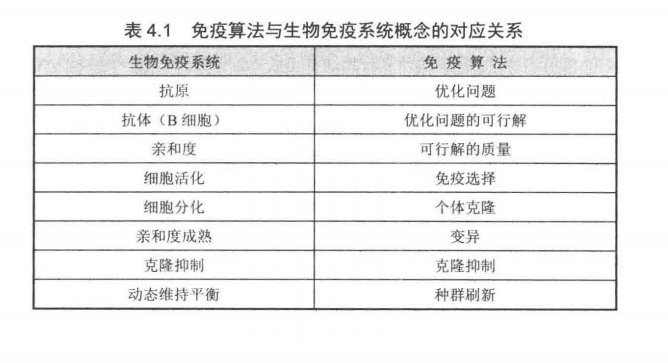 表 4.1 免疫算法与生物免疫系统概念的对应关系
生物免疫系统 免 疫 算 法
抗原 优化问题
抗体（B 细胞） 优化问题的可行解
亲和度 可行解的质量
细胞活化 免疫选择
细胞分化 个体克隆
亲和度成熟 变异
克隆抑制 克隆抑制
动态维持平衡 种群刷新